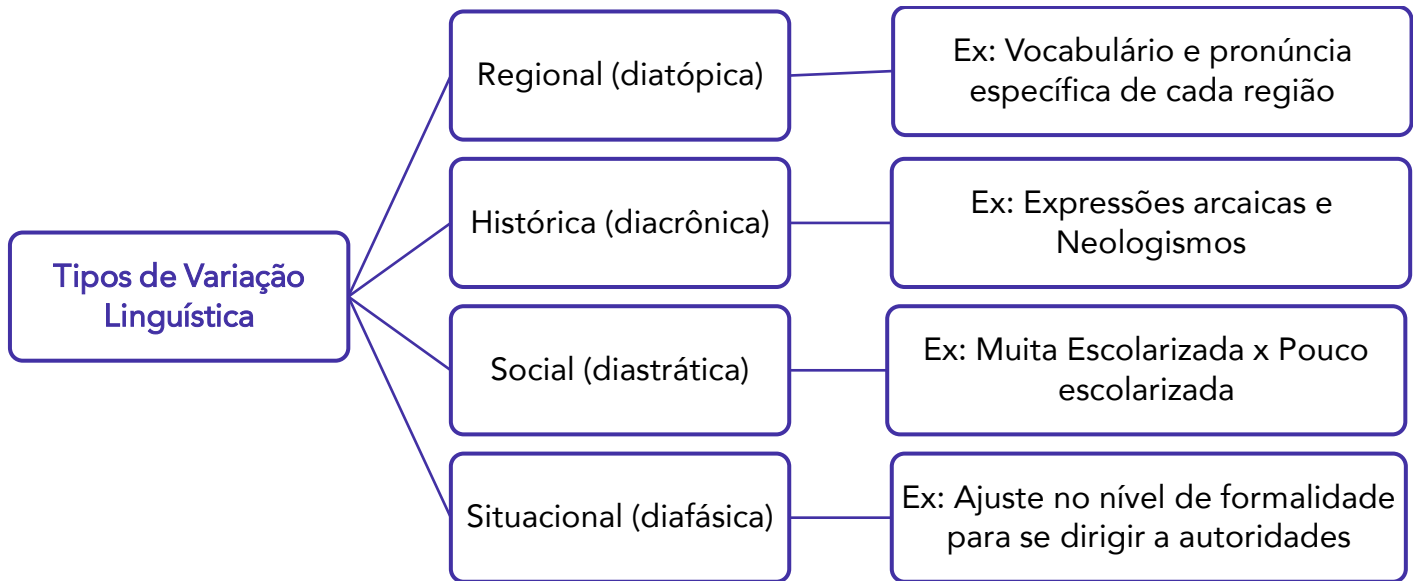 Tipos de Variação
Linguística
Regional (diatópica)
Ex: Vocabulário e pronúncia
específica de cada região
Histórica (diacrônica)
Ex: Expressões arcaicas e
Neologismos
Social (diastrática)
Ex: Muita Escolarizada x Pouco
escolarizada
Situacional (diafásica)
Ex: Ajuste no nível de formalidade
para se dirigir a autoridades